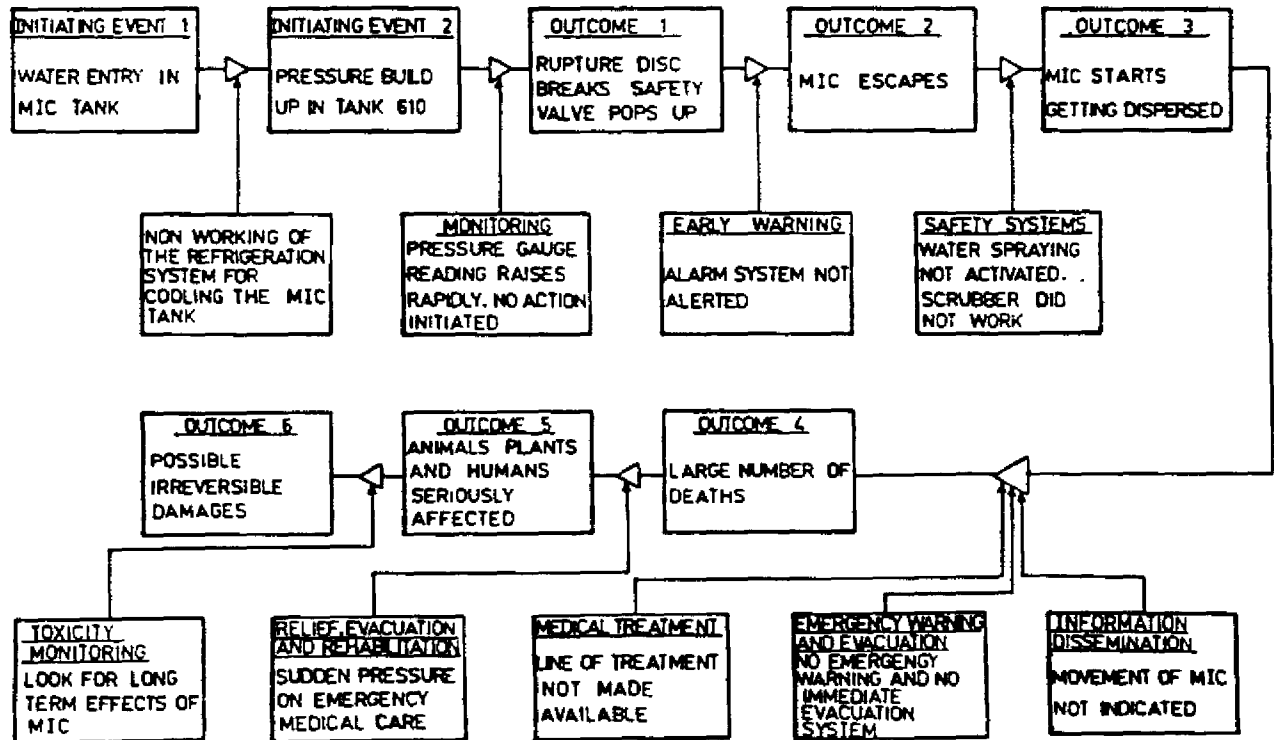 INITIATING EVENT 1
WATER ENTRY IN
MIC TANK
INITIATING EVENT 2
PRESSURE BUILD
UP IN TANK 610
OUTCOME 1
RUPTURE DISC
BREAKS SAFETY
VALVE POPS UP
OUTCOME 2
MIC ESCAPES
OUTCOME 3
MIC STARTS
GETTING DISPERSED
NON WORKING OF
THE REFRIGERATION
SYSTEM FOR
COOLING THE MIC
TANK
MONITORING
PRESSURE GAUGE
READING RAISES
RAPIDLY. NO ACTION
INITIATED
EARLY WARNING
ALARM SYSTEM NOT
ALERTED
SAFETY SYSTEMS
WATER SPRAYING
NOT ACTIVATED..
SCRUBBER DID
NOT WORK
OUTCOME 6
POSSIBLE
IRREVERSIBLE
DAMAGES
OUTCOME 5
ANIMALS PLANTS
AND HUMANS
SERIOUSLY
AFFECTED
OUTCOME 4
LARGE NUMBER OF
DEATHS
TOXICITY
MONITORING
LOOK FOR LONG
TERM EFFECTS OF
MIC
RELIEF, EVACUATION
AND REHABILITATION
SUDDEN PRESSURE
ON EMERGENCY
MEDICAL CARE
MEDICAL TREATMENT
LINE OF TREATMENT
NOT MADE
AVAILABLE
EMERGENCY WARNING
AND EVACUATION
NO EMERGENCY
WARNING AND NO
IMMEDIATE
EVACUATION
SYSTEM
INFORMATION
DISSEMINATION
MOVEMENT OF MIC
NOT INDICATED